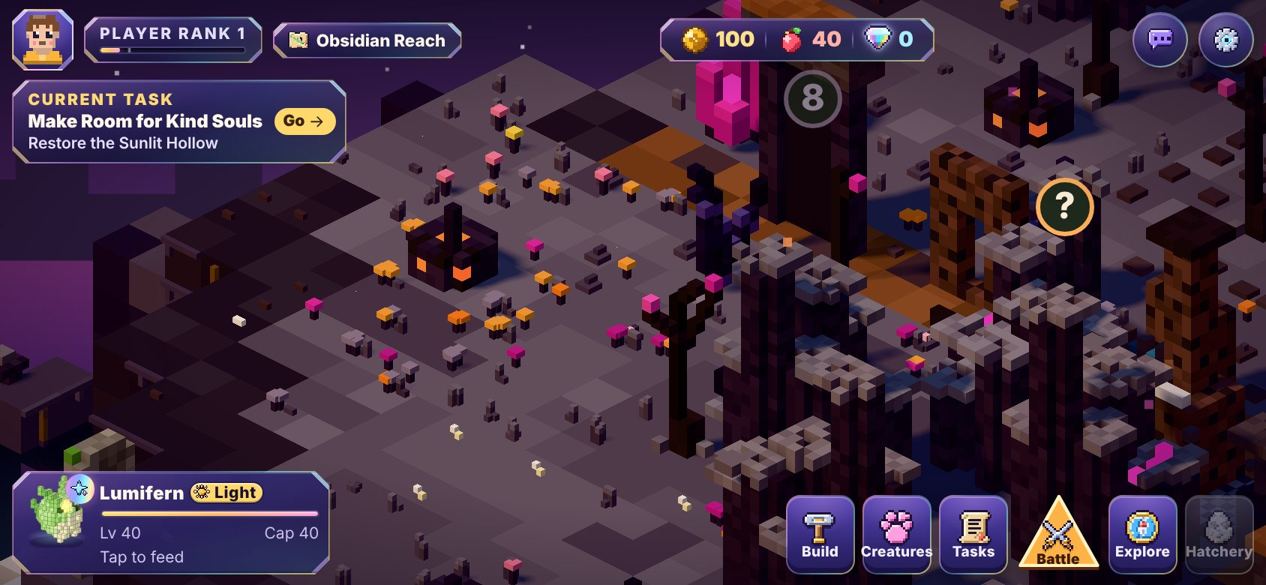 PLAYER RANK 1
Obsidian Reach
100
40
0
CURRENT TASK
Make Room for Kind Souls
Go →
Restore the Sunlit Hollow
8
?
Lumifern
Light
Lv 40
Cap 40
Tap to feed
Build
Creatures
Tasks
Battle
Explore
Hatchery